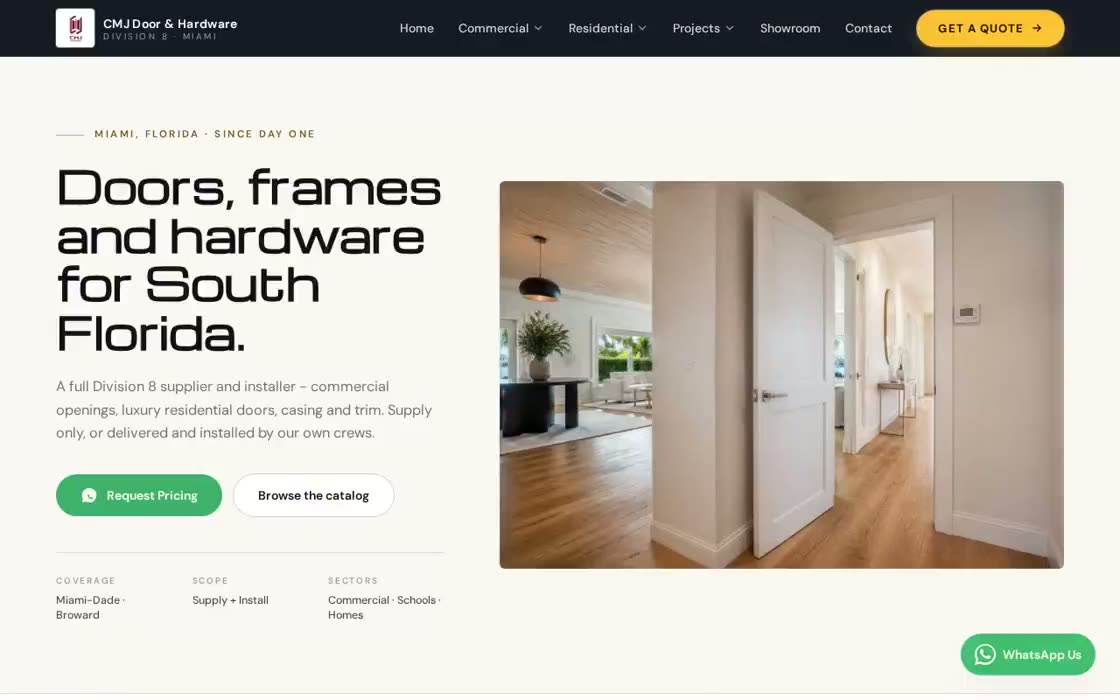 CMJ
CMJ Door & Hardware
DIVISION 8 · MIAMI
Home
Commercial
Residential
Projects
Showroom
Contact
GET A QUOTE →
MIAMI, FLORIDA · SINCE DAY ONE
Doors, frames
and hardware
for South
Florida.
A full Division 8 supplier and installer – commercial
openings, luxury residential doors, casing and trim. Supply
only, or delivered and installed by our own crews.
Request Pricing
Browse the catalog
COVERAGE
Miami-Dade ·
Broward
SCOPE
Supply + Install
SECTORS
Commercial · Schools ·
Homes
WhatsApp Us